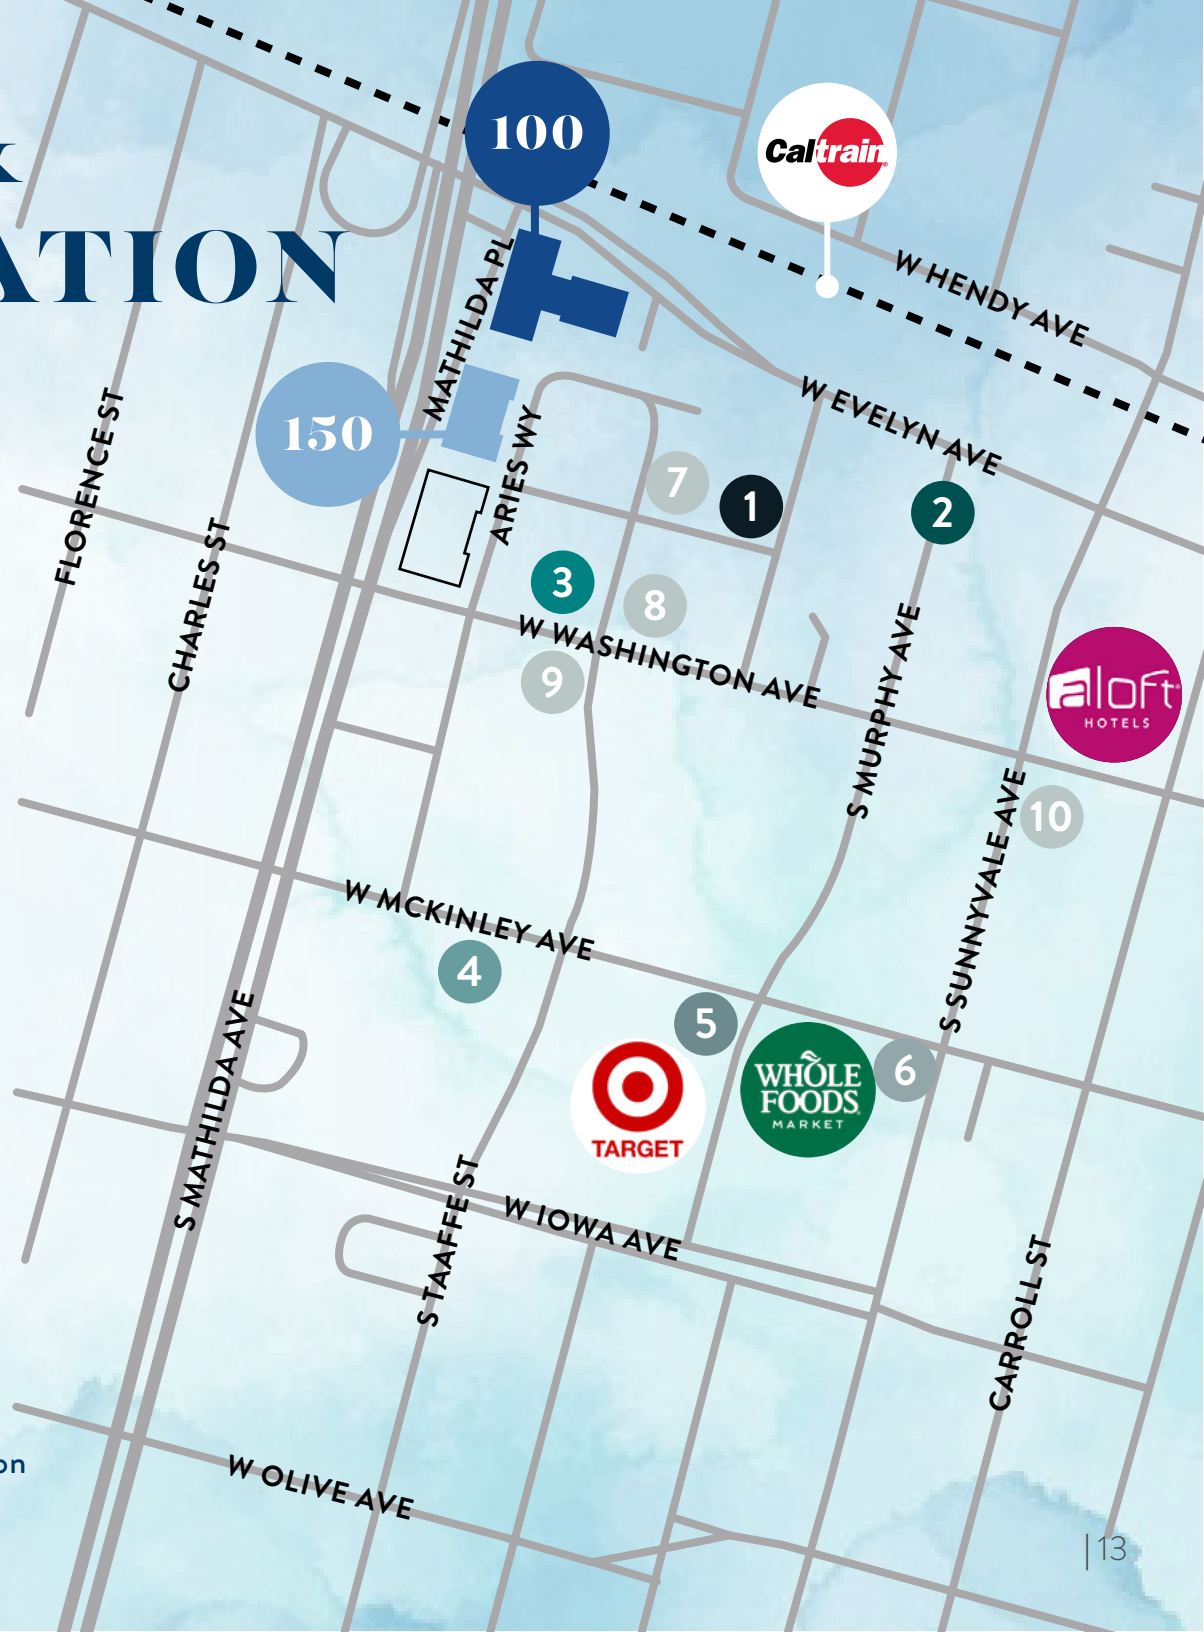 100
Caltrain
ATION
MATHILDA PL
W HENDY AVE
150
W EVELYN AVE
FLORENCE ST
ARIES WY
7
1
2
CHARLES ST
3
8
W WASHINGTON AVE
9
S MURPHY AVE
aloft
HOTELS
10
S SUNNYVALE AVE
W MCKINLEY AVE
4
5
6
TARGET
WHOLE
FOODS
MARKET
S MATHILDA AVE
S STAAFFE ST
W IOWA AVE
CARROLL ST
on
W OLIVE AVE
|13